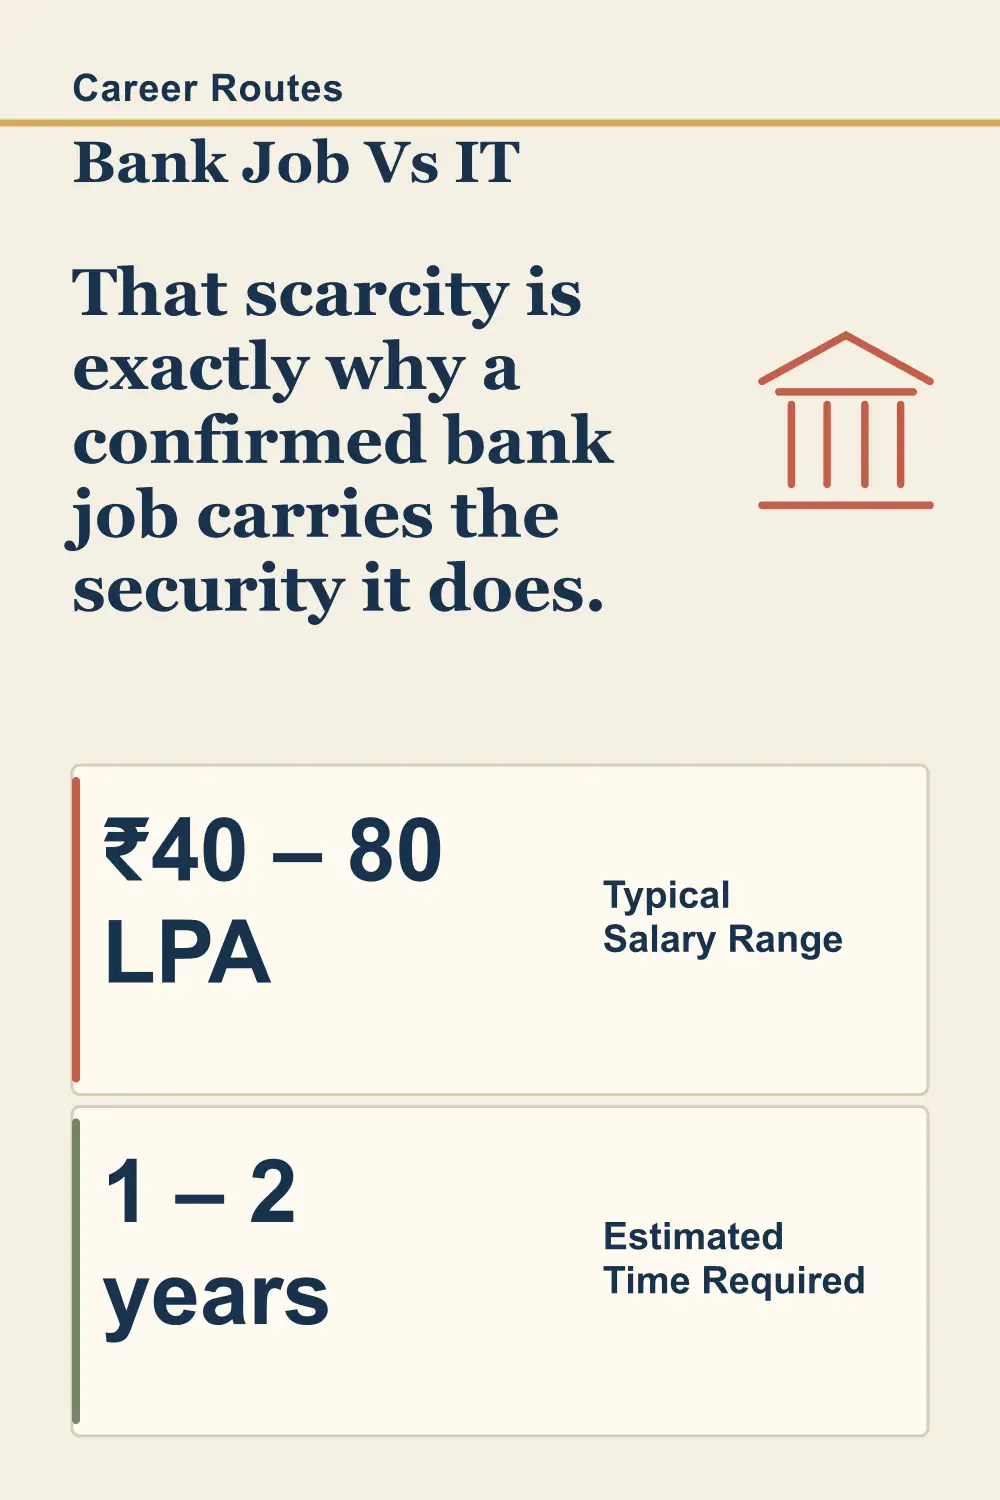 Career Routes
Bank Job Vs IT
That scarcity is
exactly why a
confirmed bank
job carries the
security it does.
₹40 – 80
LPA
Typical
Salary Range
1 – 2
years
Estimated
Time Required